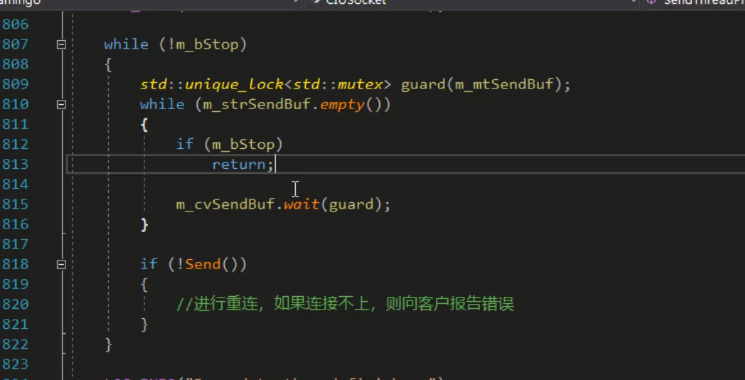 CIUSocket
806
807 while (!m_bStop)
808 {
809 std::unique_lock<std::mutex> guard(m_mtSendBuf);
810 while (m_strSendBuf.empty())
811 {
812 if (m_bStop)
813 return;
814
815 m_cvSendBuf.wait(guard);
816 }
817
818 if (!Send())
819 {
820 //进行重连，如果连接不上，则向客户报告错误
821 }
822 }
823